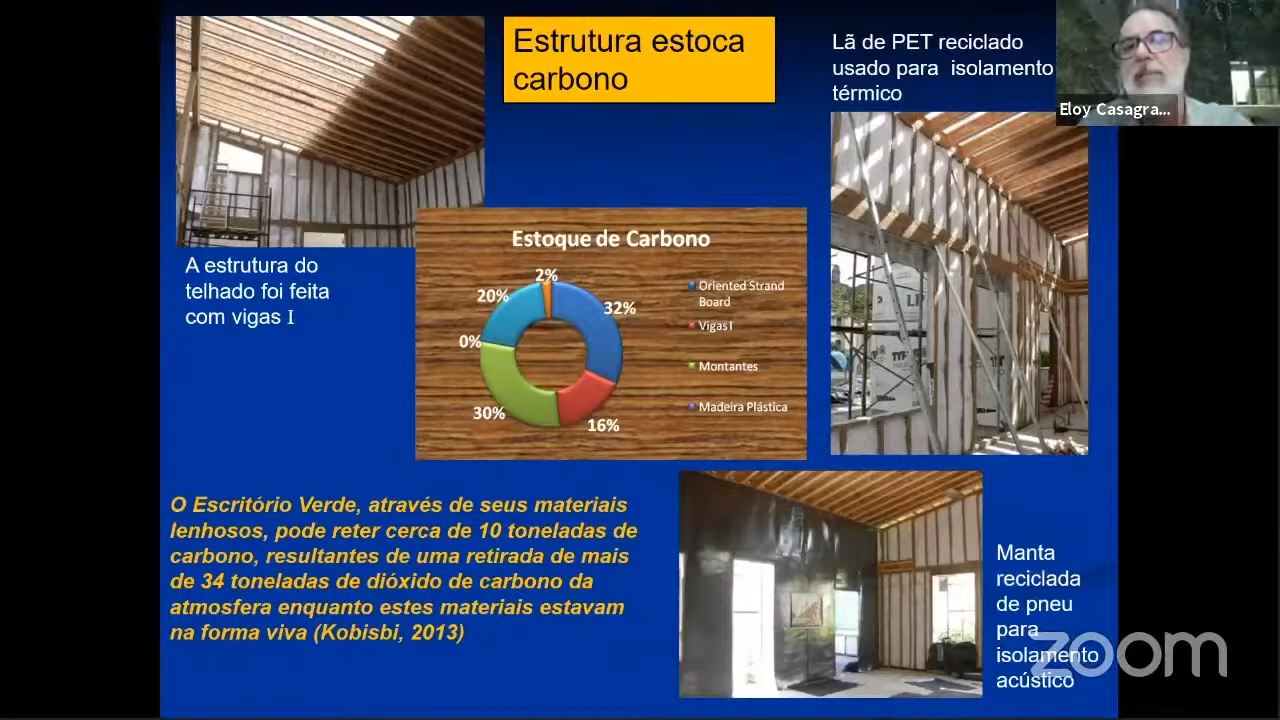 Estrutura estoca
carbono
Lã de PET reciclado
usado para isolamento
térmico
Eloy Casagra...
A estrutura do
telhado foi feita
com vigas I
Estoque de Carbono
2%
20%
32%
0%
30%
16%
Oriented Strand
Board
Vigas I
Montantes
Madeira Plástica
O Escritório Verde, através de seus materiais
lenhosos, pode reter cerca de 10 toneladas de
carbono, resultantes de uma retirada de mais
de 34 toneladas de dióxido de carbono da
atmosfera enquanto estes materiais estavam
na forma viva (Kobisbi, 2013)
Manta
reciclada
de pneu
para
isolamento
acústico
zoom